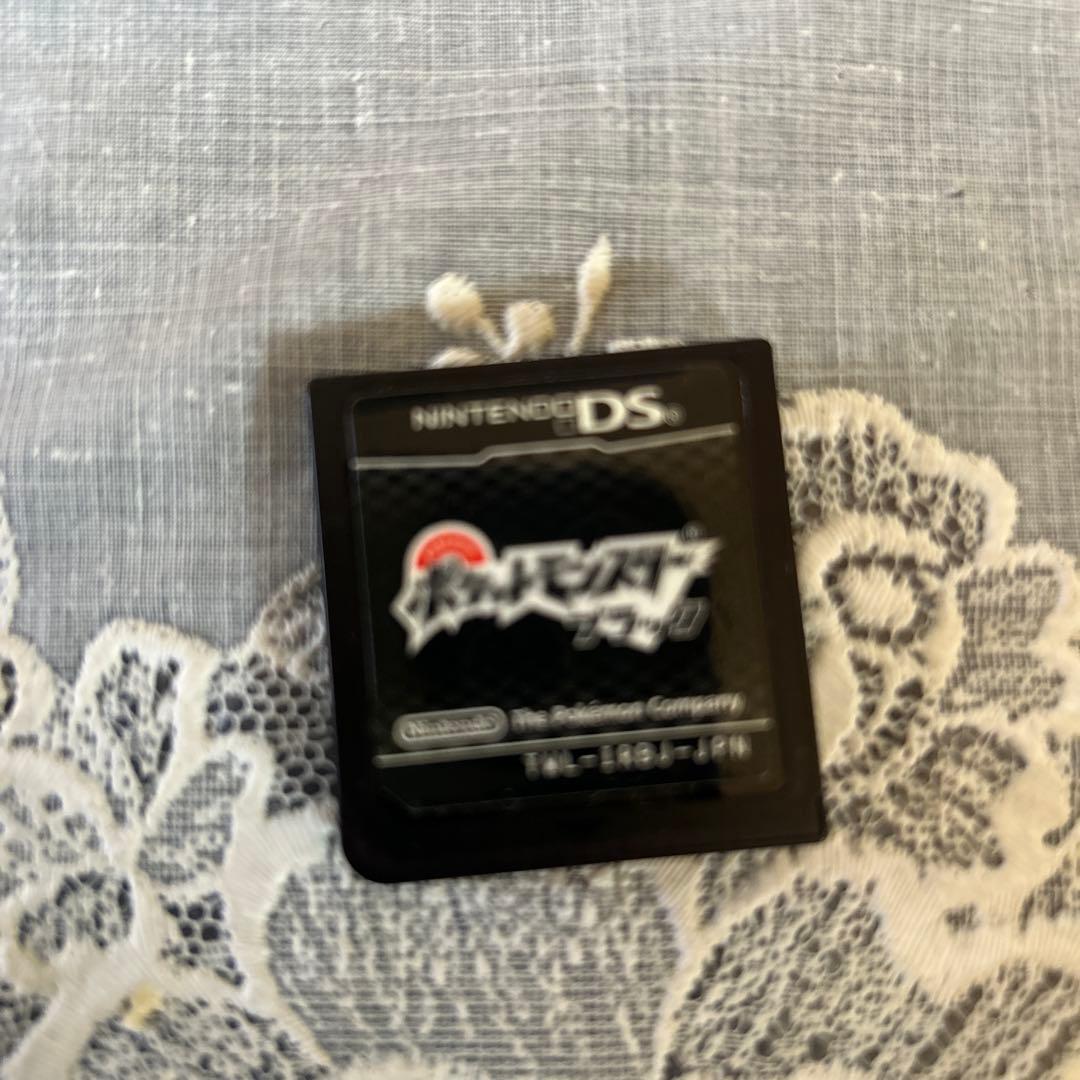 NINTENDO DS
ポケットモンスター
ブラック
Nintendo The Pokémon Company
TWL-IRBJ-JPN